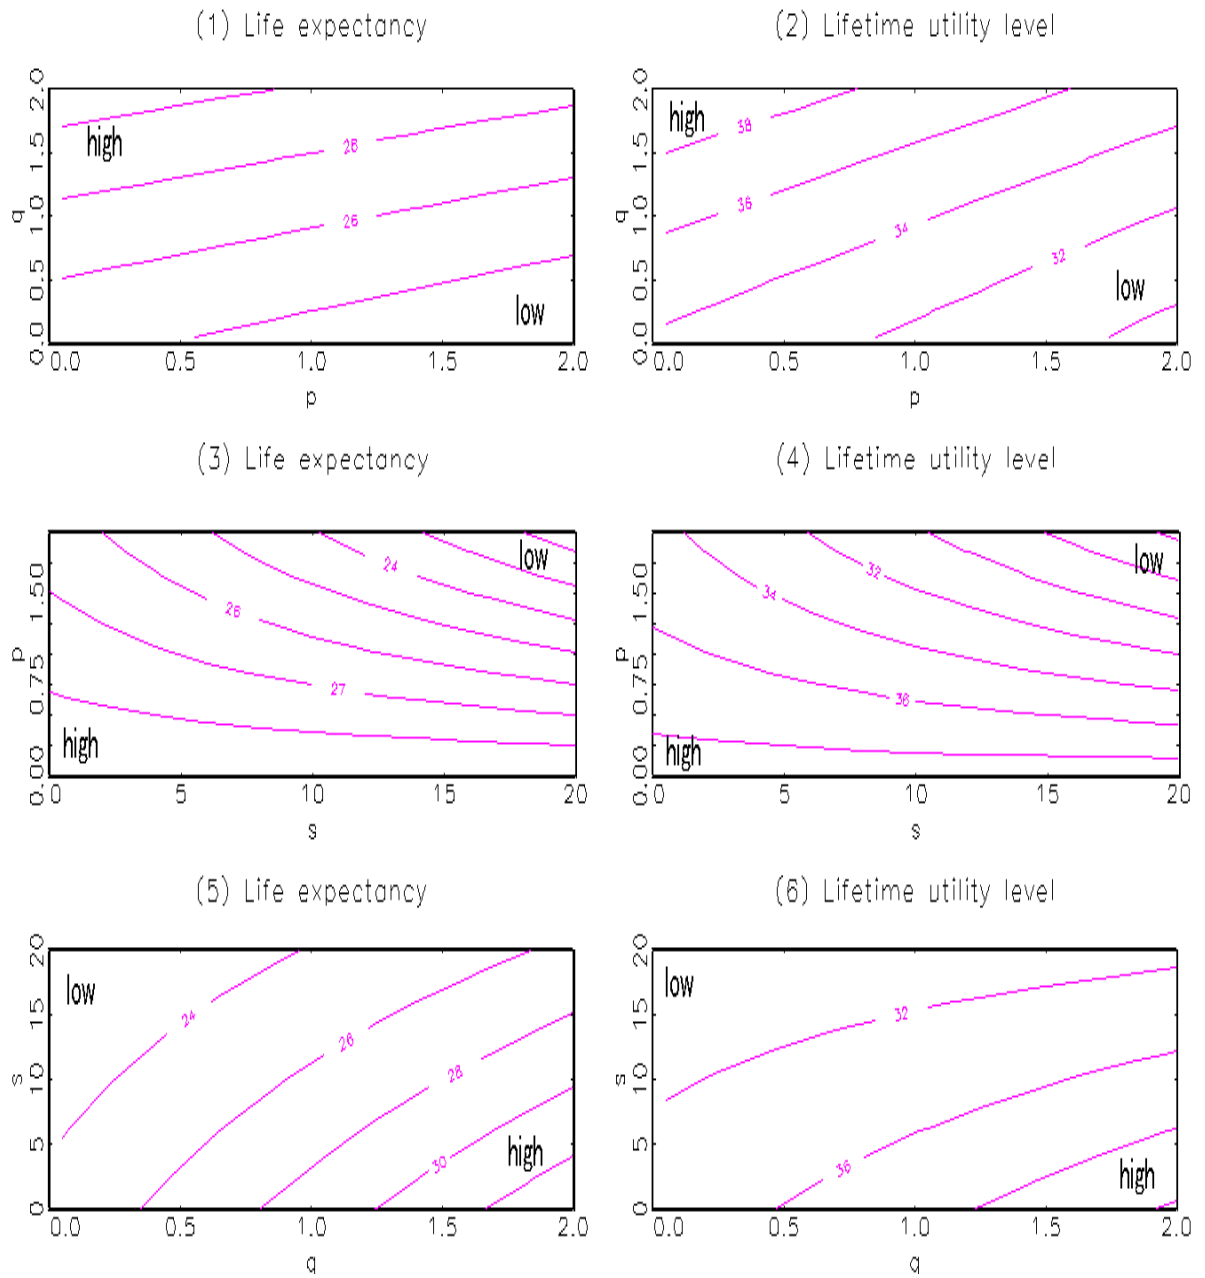 (1) Life expectancy
high
28
26
low
2.0
1.5
1.0
0.5
0.0
q
0.0 0.5 1.0 1.5 2.0
p
(2) Lifetime utility level
high
38
36
34
32
low
2.0
1.5
1.0
0.5
0.0
q
0.0 0.5 1.0 1.5 2.0
p
(3) Life expectancy
low
24
26
27
high
1.50
0.75
0.00
p
0 5 10 15 20
s
(4) Lifetime utility level
low
32
34
36
high
1.50
0.75
0.00
p
0 5 10 15 20
s
(5) Life expectancy
low
24
26
28
30
high
20
15
10
5
0
s
0.0 0.5 1.0 1.5 2.0
q
(6) Lifetime utility level
low
32
36
high
20
15
10
5
0
s
0.0 0.5 1.0 1.5 2.0
q